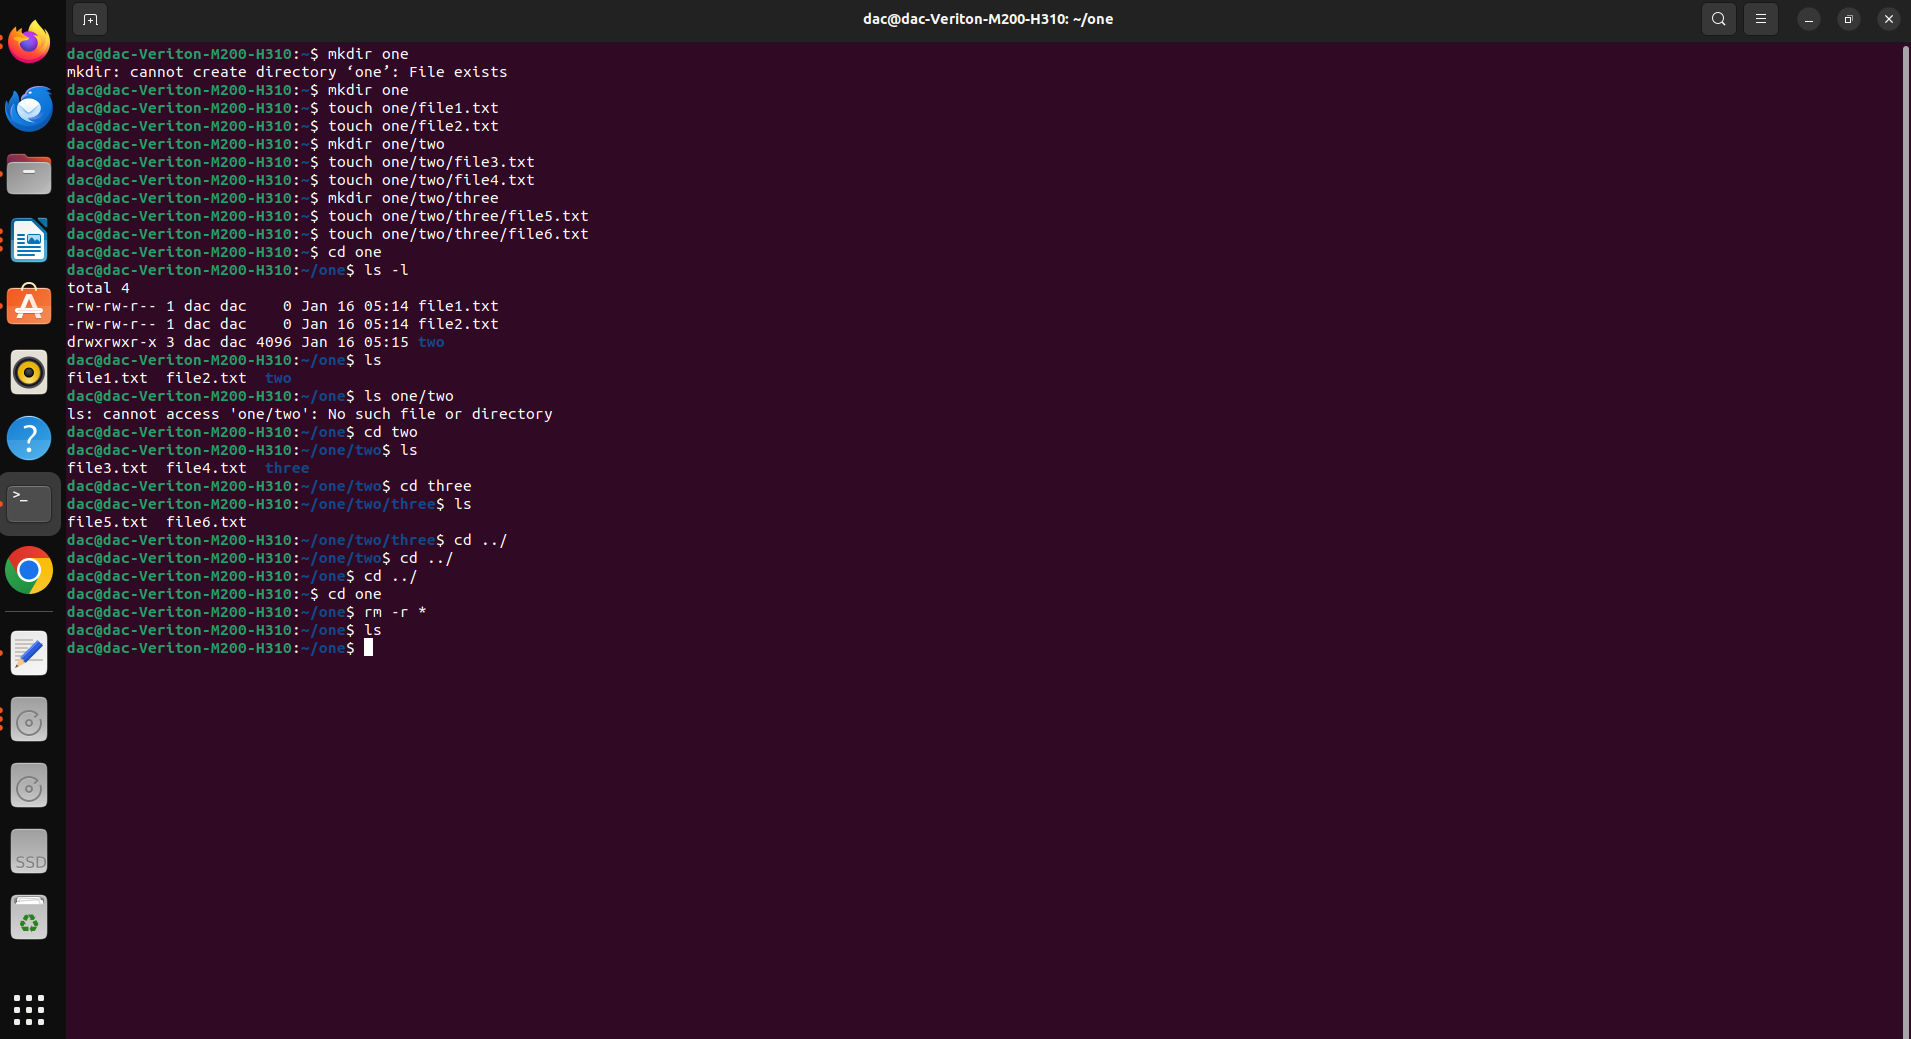 dac@dac-Veriton-M200-H310: ~/one
dac@dac-Veriton-M200-H310:~$ mkdir one
mkdir: cannot create directory ‘one’: File exists
dac@dac-Veriton-M200-H310:~$ mkdir one
dac@dac-Veriton-M200-H310:~$ touch one/file1.txt
dac@dac-Veriton-M200-H310:~$ touch one/file2.txt
dac@dac-Veriton-M200-H310:~$ mkdir one/two
dac@dac-Veriton-M200-H310:~$ touch one/two/file3.txt
dac@dac-Veriton-M200-H310:~$ touch one/two/file4.txt
dac@dac-Veriton-M200-H310:~$ mkdir one/two/three
dac@dac-Veriton-M200-H310:~$ touch one/two/three/file5.txt
dac@dac-Veriton-M200-H310:~$ touch one/two/three/file6.txt
dac@dac-Veriton-M200-H310:~$ cd one
dac@dac-Veriton-M200-H310:~/one$ ls -l
total 4
-rw-rw-r-- 1 dac dac    0 Jan 16 05:14 file1.txt
-rw-rw-r-- 1 dac dac    0 Jan 16 05:14 file2.txt
drwxrwxr-x 3 dac dac 4096 Jan 16 05:15 two
dac@dac-Veriton-M200-H310:~/one$ ls
file1.txt  file2.txt  two
dac@dac-Veriton-M200-H310:~/one$ ls one/two
ls: cannot access 'one/two': No such file or directory
dac@dac-Veriton-M200-H310:~/one$ cd two
dac@dac-Veriton-M200-H310:~/one/two$ ls
file3.txt  file4.txt  three
dac@dac-Veriton-M200-H310:~/one/two$ cd three
dac@dac-Veriton-M200-H310:~/one/two/three$ ls
file5.txt  file6.txt
dac@dac-Veriton-M200-H310:~/one/two/three$ cd ../
dac@dac-Veriton-M200-H310:~/one/two$ cd ../
dac@dac-Veriton-M200-H310:~/one$ cd ../
dac@dac-Veriton-M200-H310:~$ cd one
dac@dac-Veriton-M200-H310:~/one$ rm -r *
dac@dac-Veriton-M200-H310:~/one$ ls
dac@dac-Veriton-M200-H310:~/one$
SSD